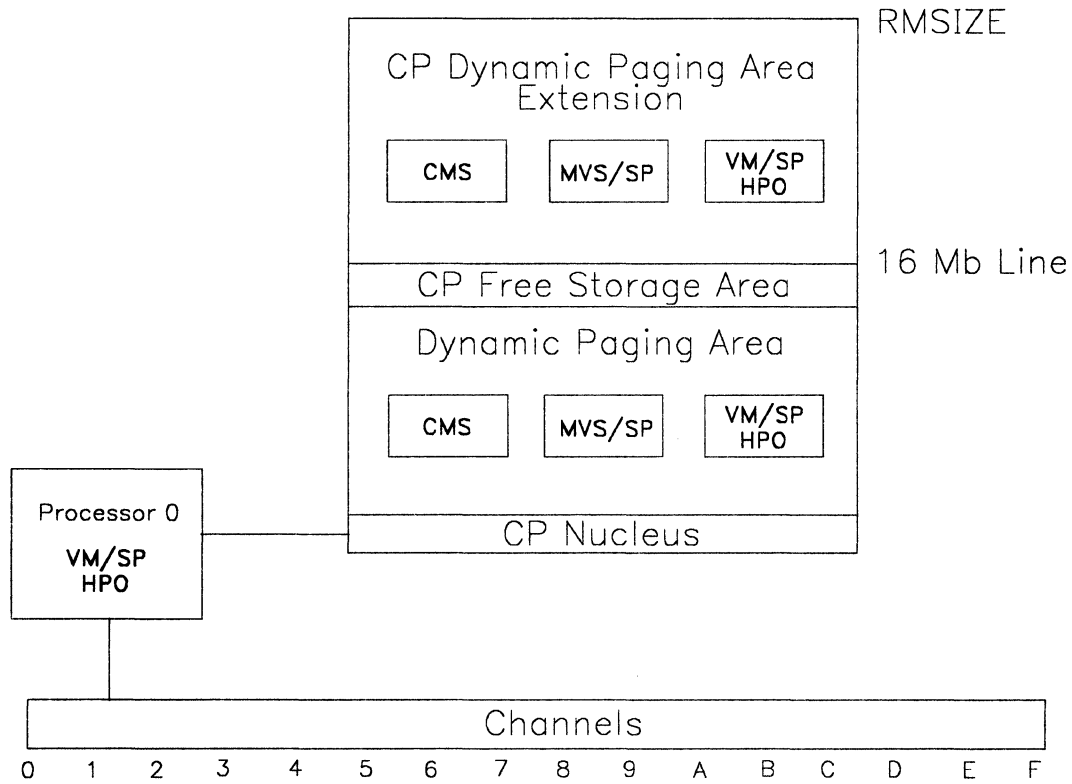 RMSIZE
CP Dynamic Paging Area
Extension
CMS
MVS/SP
VM/SP
HPO
16 Mb Line
CP Free Storage Area
Dynamic Paging Area
CMS
MVS/SP
VM/SP
HPO
CP Nucleus
Processor 0
VM/SP
HPO
Channels
0 1 2 3 4 5 6 7 8 9 A B C D E F